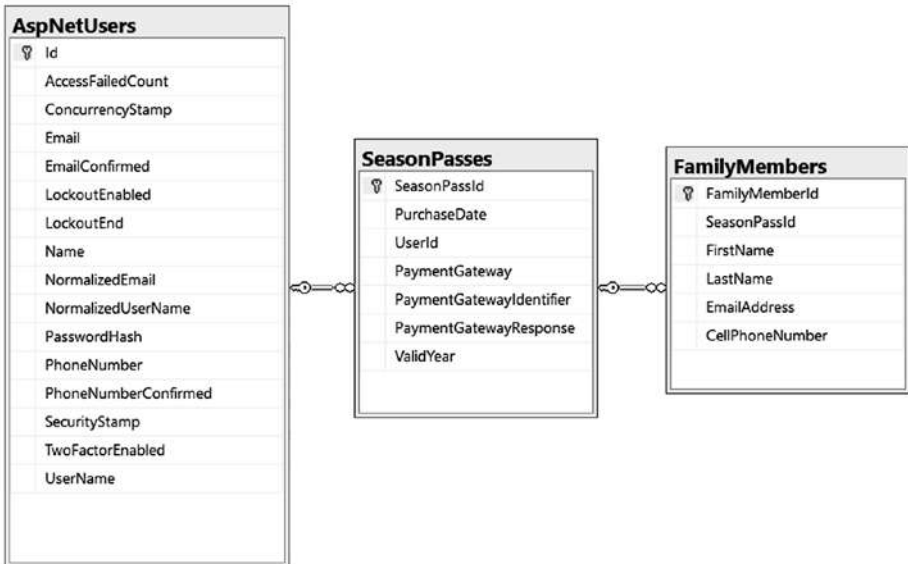 AspNetUsers
Id
AccessFailedCount
ConcurrencyStamp
Email
EmailConfirmed
LockoutEnabled
LockoutEnd
Name
NormalizedEmail
NormalizedUserName
PasswordHash
PhoneNumber
PhoneNumberConfirmed
SecurityStamp
TwoFactorEnabled
UserName
SeasonPasses
SeasonPassId
PurchaseDate
UserId
PaymentGateway
PaymentGatewayIdentifier
PaymentGatewayResponse
ValidYear
FamilyMembers
FamilyMemberId
SeasonPassId
FirstName
LastName
EmailAddress
CellPhoneNumber